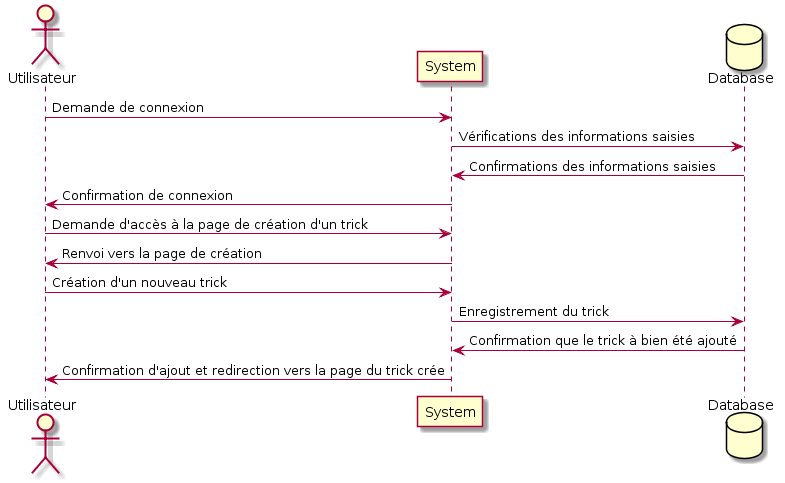 Utilisateur
System
Database
Demande de connexion
Vérifications des informations saisies
Confirmations des informations saisies
Confirmation de connexion
Demande d'accès à la page de création d'un trick
Renvoi vers la page de création
Création d'un nouveau trick
Enregistrement du trick
Confirmation que le trick à bien été ajouté
Confirmation d'ajout et redirection vers la page du trick crée
Utilisateur
System
Database